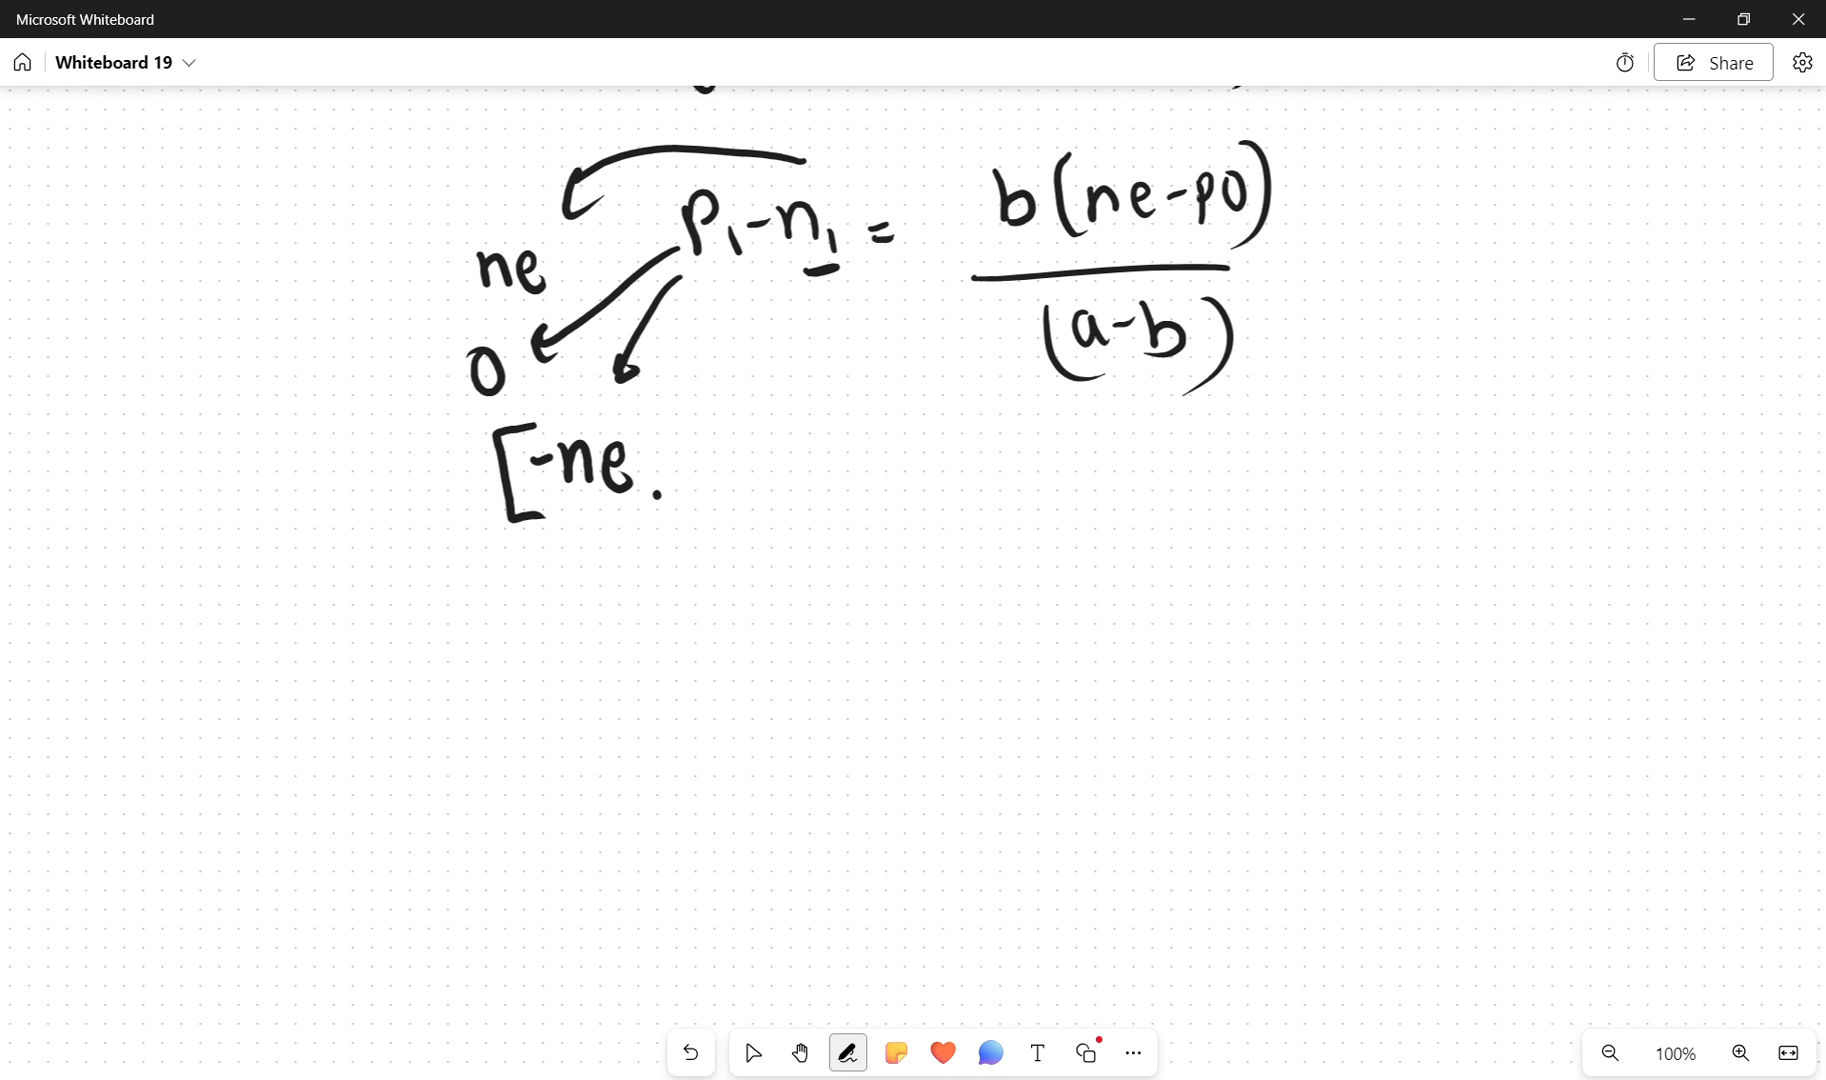 Microsoft Whiteboard
Whiteboard 19
Share
p₁-n₁ = b(ne-p0)
(a-b)
ne
0
[-ne.
T
100%